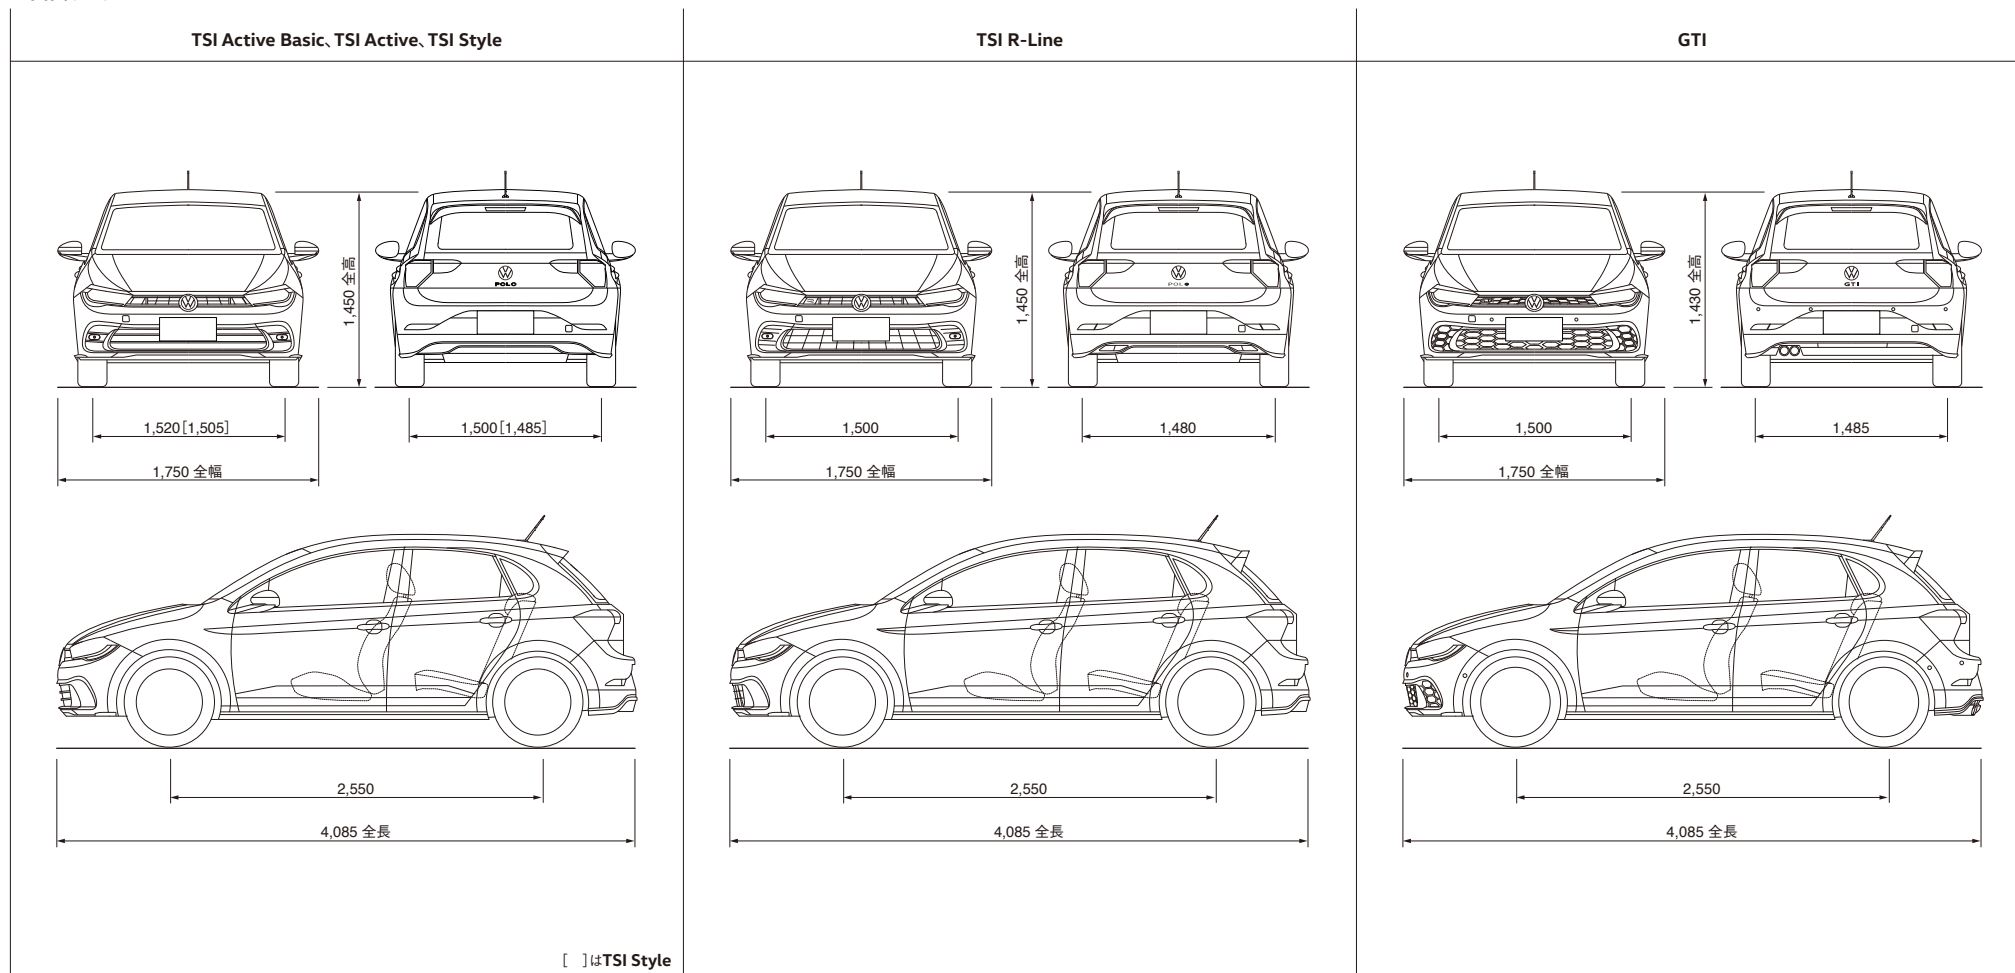 TSI Active Basic、TSI Active、TSI Style
TSI R-Line
GTI
1,450 全高
POLO
1,520[1,505]
1,500[1,485]
1,750 全幅
2,550
4,085 全長
[ ]はTSI Style
1,450 全高
POLO
1,500
1,480
1,750 全幅
2,550
4,085 全長
1,430 全高
GTI
1,500
1,485
1,750 全幅
2,550
4,085 全長